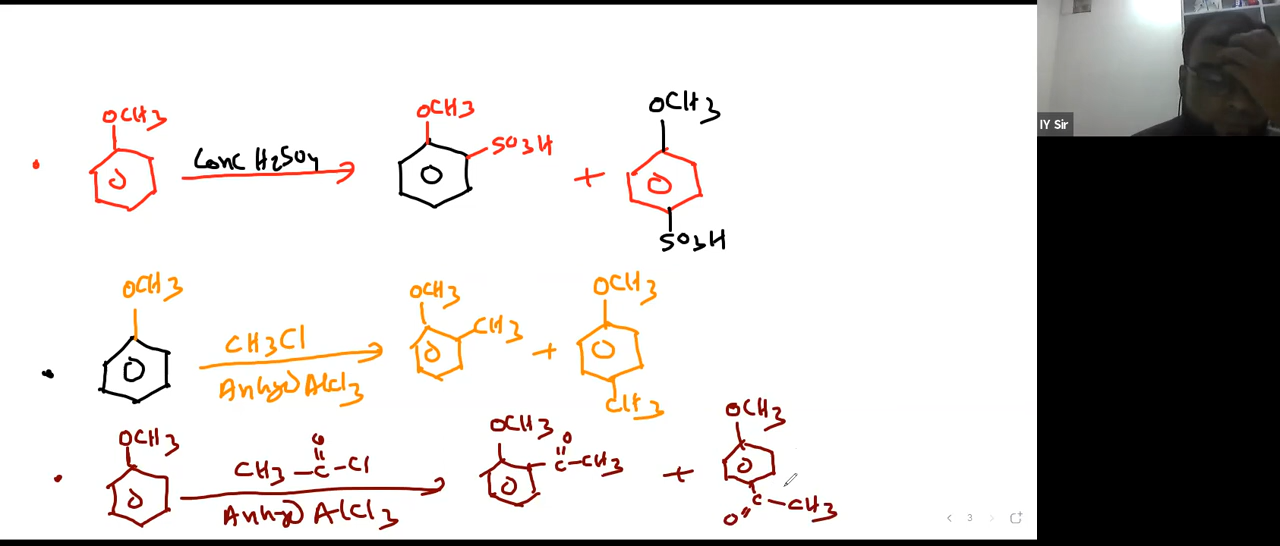 OCH3
Conc H2SO4
OCH3
SO3H
+
OCH3
SO3H
OCH3
CH3Cl
Anhyd AlCl3
OCH3
CH3
+
OCH3
CH3
OCH3
O
CH3-C-Cl
Anhyd AlCl3
OCH3
O
C-CH3
+
OCH3
C-CH3
O
IY Sir
3